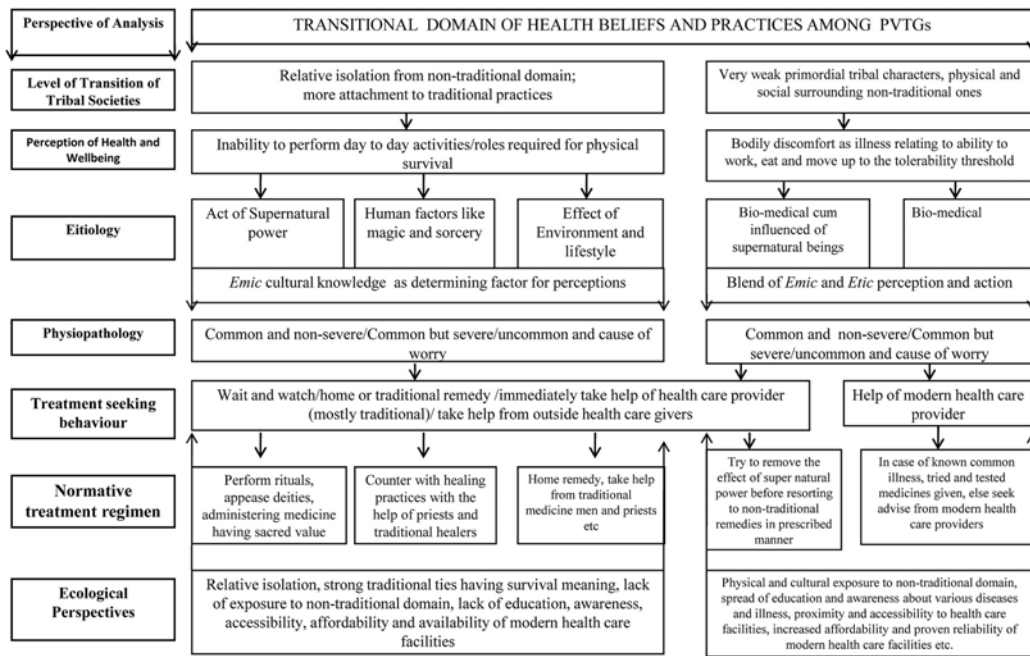 Perspective of Analysis
TRANSITIONAL DOMAIN OF HEALTH BELIEFS AND PRACTICES AMONG PVTGs
Level of Transition of
Tribal Societies
Relative isolation from non-traditional domain;
more attachment to traditional practices
Very weak primordial tribal characters, physical and
social surrounding non-traditional ones
Perception of Health and
Wellbeing
Inability to perform day to day activities/roles required for physical
survival
Bodily discomfort as illness relating to ability to
work, eat and move up to the tolerability threshold
Eitiology
Act of Supernatural
power
Human factors like
magic and sorcery
Effect of
Environment and
lifestyle
Bio-medical cum
influenced of
supernatural beings
Bio-medical
Emic cultural knowledge as determining factor for perceptions
Blend of Emic and Etic perception and action
Physiopathology
Common and non-severe/Common but severe/uncommon and cause of
worry
Common and non-severe/Common but
severe/uncommon and cause of worry
Treatment seeking
behaviour
Wait and watch/home or traditional remedy /immediately take help of health care provider
(mostly traditional)/ take help from outside health care givers
Help of modern health care
provider
Normative
treatment regimen
Perform rituals,
appease deities,
administering medicine
having sacred value
Counter with healing
practices with the
help of priests and
traditional healers
Home remedy, take help
from traditional
medicine men and priests
etc
Try to remove the
effect of super natural
power before resorting
to non-traditional
remedies in prescribed
manner
In case of known common
illness, tried and tested
medicines given, else seek
advise from modern health
care providers
Ecological
Perspectives
Relative isolation, strong traditional ties having survival meaning, lack
of exposure to non-traditional domain, lack of education, awareness,
accessibility, affordability and availability of modern health care
facilities
Physical and cultural exposure to non-traditional domain,
spread of education and awareness about various diseases
and illness, proximity and accessibility to health care
facilities, increased affordability and proven reliability of
modern health care facilities etc.